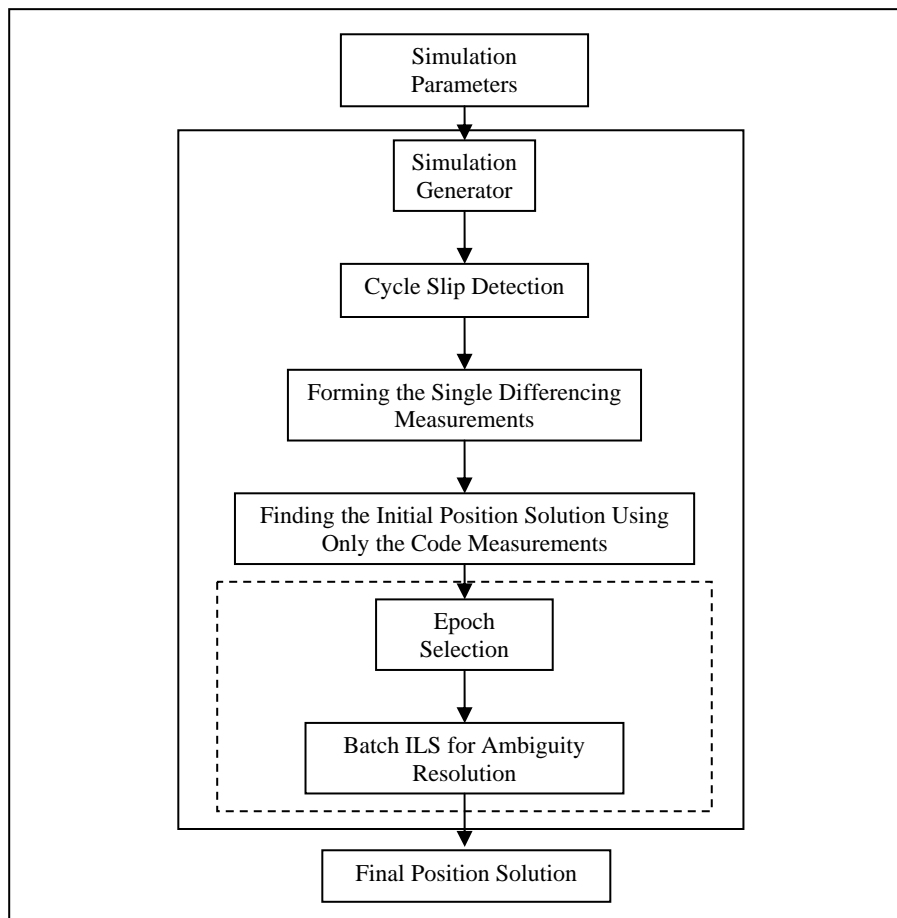 Simulation
Parameters
Simulation
Generator
Cycle Slip Detection
Forming the Single Differencing
Measurements
Finding the Initial Position Solution Using
Only the Code Measurements
Epoch
Selection
Batch ILS for Ambiguity
Resolution
Final Position Solution